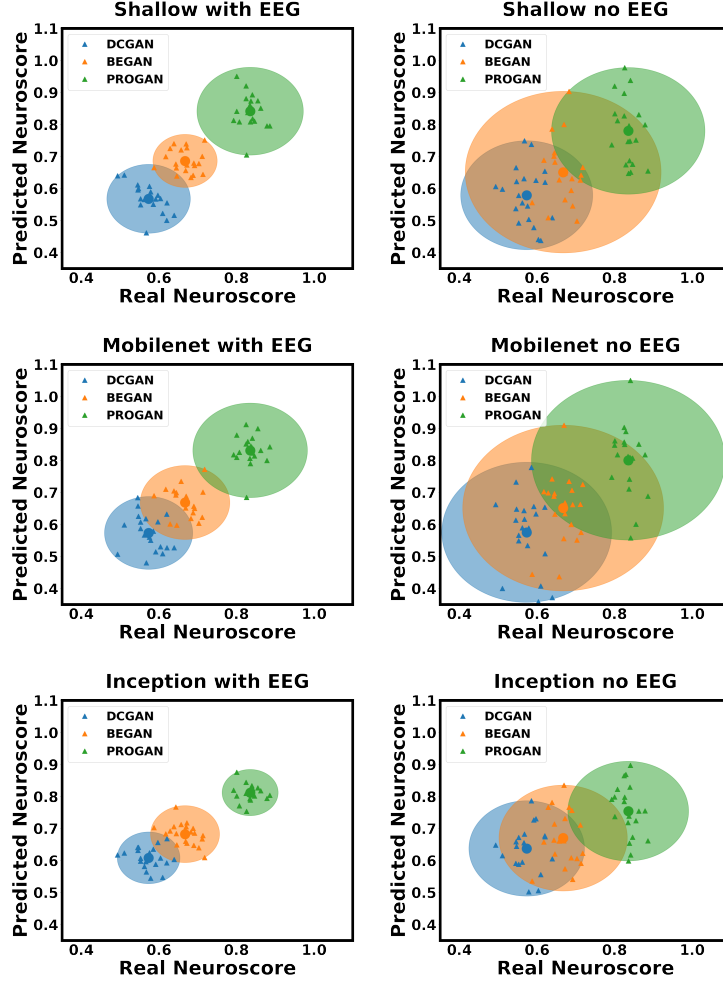 Shallow with EEG
Predicted Neuroscore
1.1
1.0
0.9
0.8
0.7
0.6
0.5
0.4
DCGAN
BEGAN
PROGAN
0.4 0.6 0.8 1.0
Real Neuroscore
Shallow no EEG
Predicted Neuroscore
1.1
1.0
0.9
0.8
0.7
0.6
0.5
0.4
DCGAN
BEGAN
PROGAN
0.4 0.6 0.8 1.0
Real Neuroscore
Mobilenet with EEG
Predicted Neuroscore
1.1
1.0
0.9
0.8
0.7
0.6
0.5
0.4
DCGAN
BEGAN
PROGAN
0.4 0.6 0.8 1.0
Real Neuroscore
Mobilenet no EEG
Predicted Neuroscore
1.1
1.0
0.9
0.8
0.7
0.6
0.5
0.4
DCGAN
BEGAN
PROGAN
0.4 0.6 0.8 1.0
Real Neuroscore
Inception with EEG
Predicted Neuroscore
1.1
1.0
0.9
0.8
0.7
0.6
0.5
0.4
DCGAN
BEGAN
PROGAN
0.4 0.6 0.8 1.0
Real Neuroscore
Inception no EEG
Predicted Neuroscore
1.1
1.0
0.9
0.8
0.7
0.6
0.5
0.4
DCGAN
BEGAN
PROGAN
0.4 0.6 0.8 1.0
Real Neuroscore